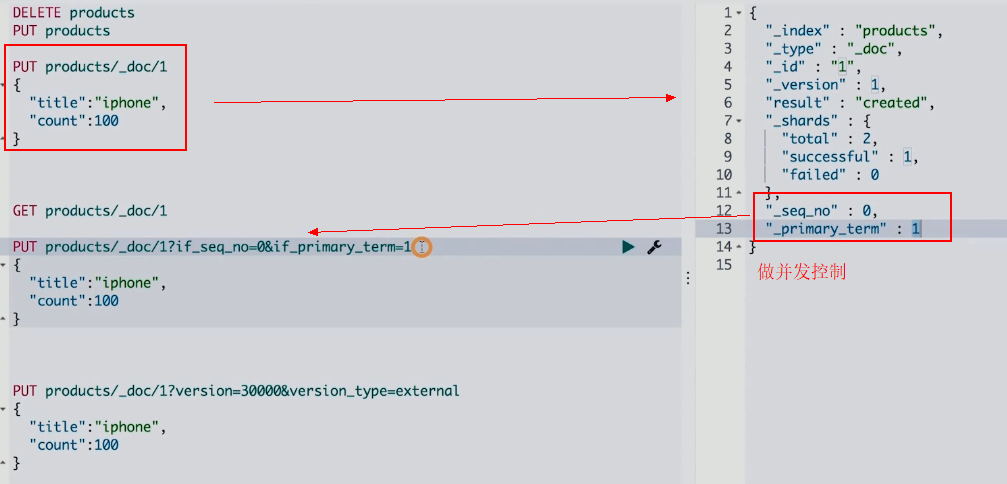 DELETE products
PUT products
PUT products/_doc/1
{
"title":"iphone",
"count":100
}
GET products/_doc/1
PUT products/_doc/1?if_seq_no=0&if_primary_term=1
{
"title":"iphone",
"count":100
}
PUT products/_doc/1?version=30000&version_type=external
{
"title":"iphone",
"count":100
}
1 {
2 "_index" : "products",
3 "_type" : "_doc",
4 "_id" : "1",
5 "_version" : 1,
6 "result" : "created",
7 "_shards" : {
8 "total" : 2,
9 "successful" : 1,
10 "failed" : 0
11 },
12 "_seq_no" : 0,
13 "_primary_term" : 1
14 }
15
做并发控制